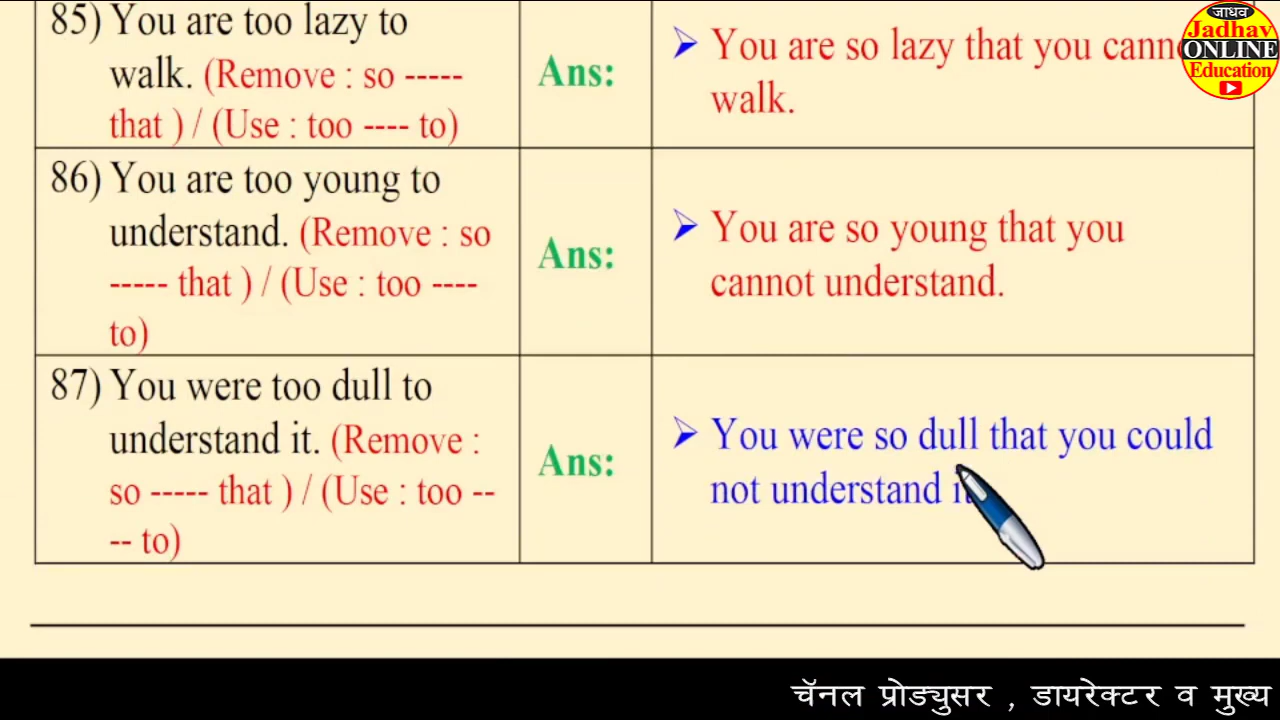 85) You are too lazy to
walk. (Remove : so -----
that ) / (Use : too ---- to)
Ans:
➢ You are so lazy that you
walk.
86) You are too young to
understand. (Remove : so
----- that ) / (Use : too ----
to)
Ans:
➢ You are so young that you
cannot understand.
87) You were too dull to
understand it. (Remove :
so ----- that ) / (Use : too --
-- to)
Ans:
➢ You were so dull that you could
not understand
जाधव
Jadhav
ONLINE
Education
चॅनल प्रोड्युसर , डायरेक्टर व मुख्य